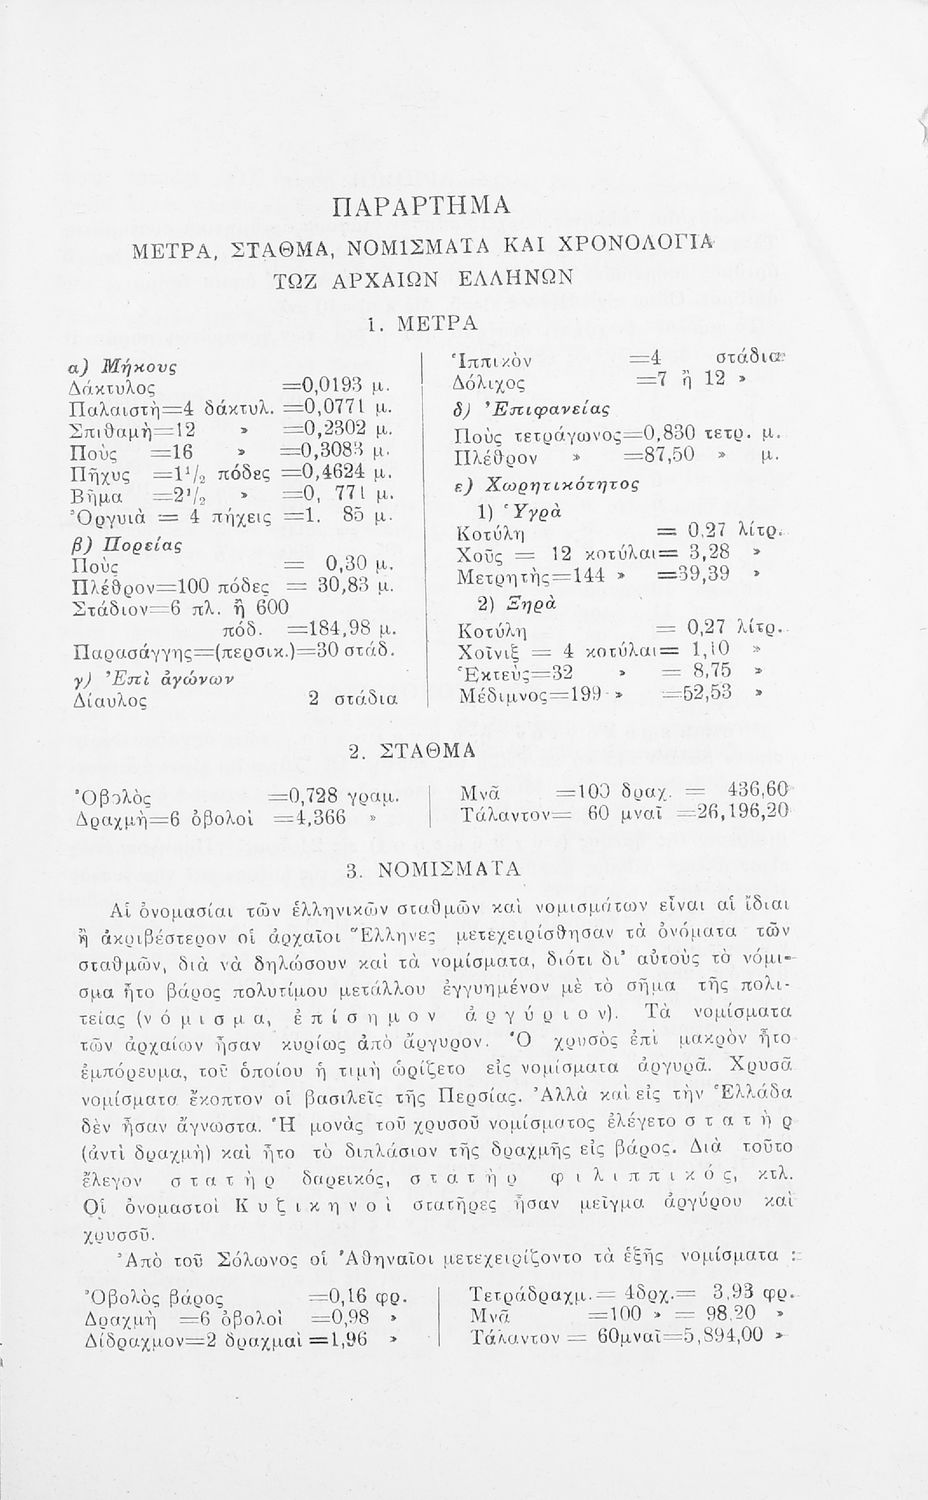 ΠΑΡΑΡΤΗΜΑ
ΜΕΤΡΑ, ΣΤΑΘΜΑ, ΝΟΜΙΣΜΑΤΑ ΚΑΙ ΧΡΟΝΟΛΟΓΙΑ
ΤΩΖ ΑΡΧΑΙΩΝ ΕΛΛΗΝΩΝ
1. ΜΕΤΡΑ
α) Μήκους
Δάκτυλος =0,0193 μ.
Παλαιστὴ=4 δάκτυλ. =0,0771 μ.
Σπιθαμὴ=12 » =0,2302 μ.
Ποὺς =16 » =0,3083 μ.
Πῆχυς =1¹/₂ πόδες =0,4624 μ.
Βῆμα =2¹/₂ » =0, 771 μ.
Ὀργυιὰ = 4 πήχεις =1. 85 μ.
β) Πορείας
Ποὺς = 0,30 μ.
Πλέθρον=100 πόδες = 30,83 μ.
Στάδιον=6 πλ. ἢ 600
πόδ. =184,98 μ.
Παρασάγγης=(περσικ.)=30 στάδ.
γ) Ἐπὶ ἀγώνων
Δίαυλος 2 στάδια
Ἱππικὸν =4 στάδια
Δόλιχος =7 ἢ 12 »
δ) Ἐπιφανείας
Ποὺς τετράγωνος=0,830 τετρ. μ.
Πλέθρον » =87,50 » μ.
ε) Χωρητικότητος
1) Ὑγρὰ
Κοτύλη = 0,27 λίτρ.
Χοῦς = 12 κοτύλαι= 3,28 »
Μετρητὴς=144 » =39,39 »
2) Ξηρὰ
Κοτύλη = 0,27 λίτρ.
Χοῖνιξ = 4 κοτύλαι= 1,10 »
Ἑκτεὺς=32 » = 8,75 »
Μέδιμνος=199 » =52,53 »
2. ΣΤΑΘΜΑ
Ὀβολὸς =0,728 γραμ.
Δραχμὴ=6 ὀβολοὶ =4,366 »
Μνᾶ =100 δραχ. = 436,60
Τάλαντον= 60 μναῖ =26,196,20
3. ΝΟΜΙΣΜΑΤΑ
Αἱ ὀνομασίαι τῶν ἑλληνικῶν σταθμῶν καὶ νομισμάτων εἶναι αἱ ἴδιαι
ἢ ἀκριβέστερον οἱ ἀρχαῖοι Ἕλληνες μετεχειρίσθησαν τὰ ὀνόματα τῶν
σταθμῶν, διὰ νὰ δηλώσουν καὶ τὰ νομίσματα, διότι δι' αὐτοὺς τὸ νόμι-
σμα ἦτο βάρος πολυτίμου μετάλλου ἐγγυημένον μὲ τὸ σῆμα τῆς πολι-
τείας (ν ό μ ι σ μ α, ἐ π ί σ η μ ο ν ἀ ρ γ ύ ρ ι ο ν). Τὰ νομίσματα
τῶν ἀρχαίων ἦσαν κυρίως ἀπὸ ἄργυρον. Ὁ χρυσὸς ἐπὶ μακρὸν ἦτο
ἐμπόρευμα, τοῦ ὁποίου ἡ τιμὴ ὡρίζετο εἰς νομίσματα ἀργυρᾶ. Χρυσᾶ
νομίσματα ἔκοπτον οἱ βασιλεῖς τῆς Περσίας. Ἀλλὰ καὶ εἰς τὴν Ἑλλάδα
δὲν ἦσαν ἄγνωστα. Ἡ μονὰς τοῦ χρυσοῦ νομίσματος ἐλέγετο σ τ α τ ὴ ρ
(ἀντὶ δραχμὴ) καὶ ἦτο τὸ διπλάσιον τῆς δραχμῆς εἰς βάρος. Διὰ τοῦτο
ἔλεγον σ τ α τ ὴ ρ δαρεικός, σ τ α τ ὴ ρ φ ι λ ι π π ι κ ό ς, κτλ.
Οἱ ὀνομαστοὶ Κ υ ζ ι κ η ν ο ὶ στατῆρες ἦσαν μεῖγμα ἀργύρου καὶ
χρυσσῦ.
Ἀπὸ τοῦ Σόλωνος οἱ Ἀθηναῖοι μετεχειρίζοντο τὰ ἑξῆς νομίσματα :
Ὀβολὸς βάρος =0,16 φρ.
Δραχμὴ =6 ὀβολοὶ =0,98 »
Δίδραχμον=2 δραχμαὶ =1,96 »
Τετράδραχμ.= 4δρχ.= 3,93 φρ.
Μνᾶ =100 » = 98,20 »
Τάλαντον = 60μναῖ=5,894,00 »